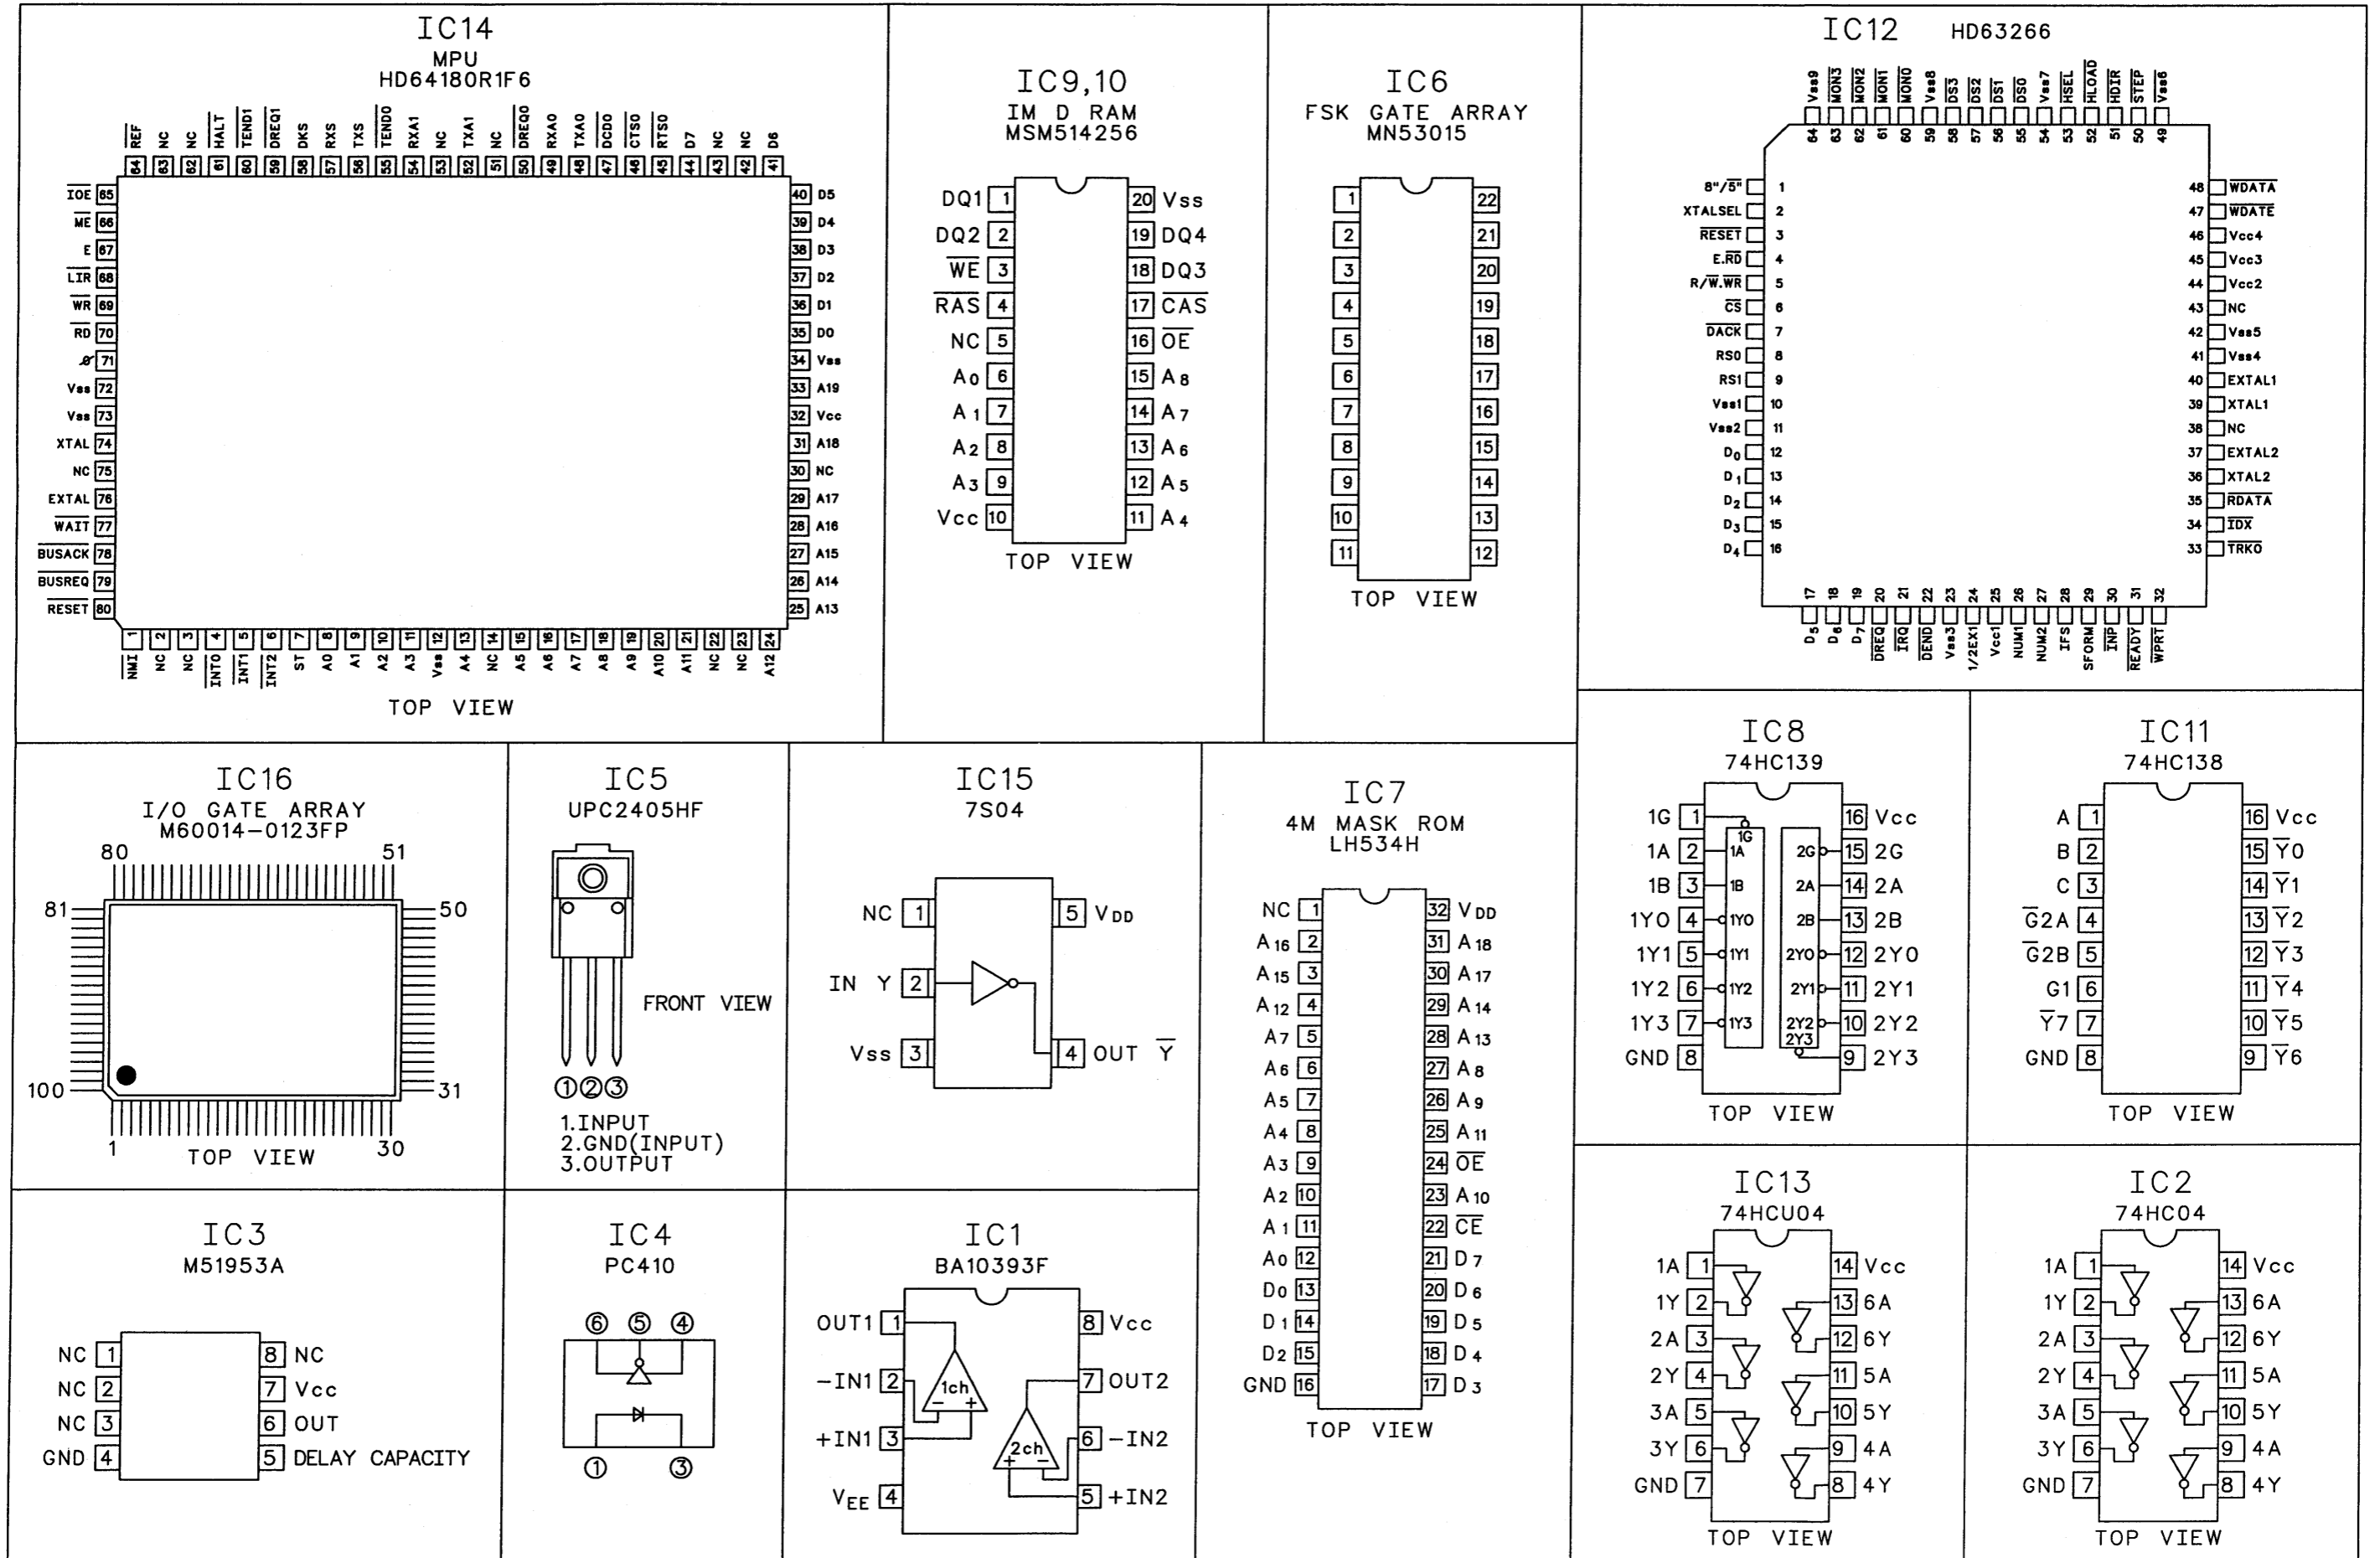 IC14
MPU
HD64180R1F6
REF NC NC HALT TEND1 DREQ1 DKS RXS TXS TEND0 RXA1 NC TXA1 NC DREQ0 RXA0 TXA0 DCD0 CTS0 RTS0 D7 NC NC D6
64 63 62 61 60 59 58 57 56 55 54 53 52 51 50 49 48 47 46 45 44 43 42 41
IOE 65 40 D5
ME 66 39 D4
E 67 38 D3
LIR 68 37 D2
WR 69 36 D1
RD 70 35 D0
ø 71 34 Vss
Vss 72 33 A19
Vss 73 32 Vcc
XTAL 74 31 A18
NC 75 30 NC
EXTAL 76 29 A17
WAIT 77 28 A16
BUSACK 78 27 A15
BUSREQ 79 26 A14
RESET 80 25 A13
1 2 3 4 5 6 7 8 9 10 11 12 13 14 15 16 17 18 19 20 21 22 23 24
NMI NC NC INT0 INT1 INT2 ST A0 A1 A2 A3 Vss A4 NC A5 A6 A7 A8 A9 A10 A11 NC NC A12
TOP VIEW
IC9,10
IM D RAM
MSM514256
DQ1 1 20 Vss
DQ2 2 19 DQ4
WE 3 18 DQ3
RAS 4 17 CAS
NC 5 16 OE
A0 6 15 A8
A1 7 14 A7
A2 8 13 A6
A3 9 12 A5
Vcc 10 11 A4
TOP VIEW
IC6
FSK GATE ARRAY
MN53015
1 22
2 21
3 20
4 19
5 18
6 17
7 16
8 15
9 14
10 13
11 12
TOP VIEW
IC12 HD63266
Vss9 MON3 MON2 MON1 MON0 Vss8 DS3 DS2 DS1 DS0 Vss7 HSEL HLOAD HDIR STEP Vss6
64 63 62 61 60 59 58 57 56 55 54 53 52 51 50 49
8"/5" 1 48 WDATA
XTALSEL 2 47 WDATE
RESET 3 46 Vcc4
E.RD 4 45 Vcc3
R/W.WR 5 44 Vcc2
CS 6 43 NC
DACK 7 42 Vss5
RS0 8 41 Vss4
RS1 9 40 EXTAL1
Vss1 10 39 XTAL1
Vss2 11 38 NC
D0 12 37 EXTAL2
D1 13 36 XTAL2
D2 14 35 RDATA
D3 15 34 IDX
D4 16 33 TRKO
17 18 19 20 21 22 23 24 25 26 27 28 29 30 31 32
D5 D6 D7 DREQ IRQ DEND Vss3 1/2EX1 Vcc1 NUM1 NUM2 IFS SFORM INP READY WPRT
IC16
I/O GATE ARRAY
M60014-0123FP
80 51
81 50
100 31
1 30
TOP VIEW
IC5
UPC2405HF
FRONT VIEW
① ② ③
1.INPUT
2.GND(INPUT)
3.OUTPUT
IC15
7S04
NC 1 5 VDD
IN Y 2
Vss 3 4 OUT Y̅
IC7
4M MASK ROM
LH534H
NC 1 32 VDD
A16 2 31 A18
A15 3 30 A17
A12 4 29 A14
A7 5 28 A13
A6 6 27 A8
A5 7 26 A9
A4 8 25 A11
A3 9 24 OE
A2 10 23 A10
A1 11 22 CE
A0 12 21 D7
D0 13 20 D6
D1 14 19 D5
D2 15 18 D4
GND 16 17 D3
TOP VIEW
IC8
74HC139
1G 1 1G 16 Vcc
1A 2 1A 2G 15 2G
1B 3 1B 2A 14 2A
1Y0 4 1Y0 2B 13 2B
1Y1 5 1Y1 2Y0 12 2Y0
1Y2 6 1Y2 2Y1 11 2Y1
1Y3 7 1Y3 2Y2 10 2Y2
GND 8 2Y3 9 2Y3
TOP VIEW
IC11
74HC138
A 1 16 Vcc
B 2 15 Y̅0
C 3 14 Y̅1
G̅2A 4 13 Y̅2
G̅2B 5 12 Y̅3
G1 6 11 Y̅4
Y̅7 7 10 Y̅5
GND 8 9 Y̅6
TOP VIEW
IC3
M51953A
NC 1 8 NC
NC 2 7 Vcc
NC 3 6 OUT
GND 4 5 DELAY CAPACITY
IC4
PC410
⑥ ⑤ ④
① ③
IC1
BA10393F
OUT1 1 8 Vcc
-IN1 2 1ch - + 7 OUT2
+IN1 3 2ch + - 6 -IN2
VEE 4 5 +IN2
IC13
74HCU04
1A 1 14 Vcc
1Y 2 13 6A
2A 3 12 6Y
2Y 4 11 5A
3A 5 10 5Y
3Y 6 9 4A
GND 7 8 4Y
TOP VIEW
IC2
74HC04
1A 1 14 Vcc
1Y 2 13 6A
2A 3 12 6Y
2Y 4 11 5A
3A 5 10 5Y
3Y 6 9 4A
GND 7 8 4Y
TOP VIEW